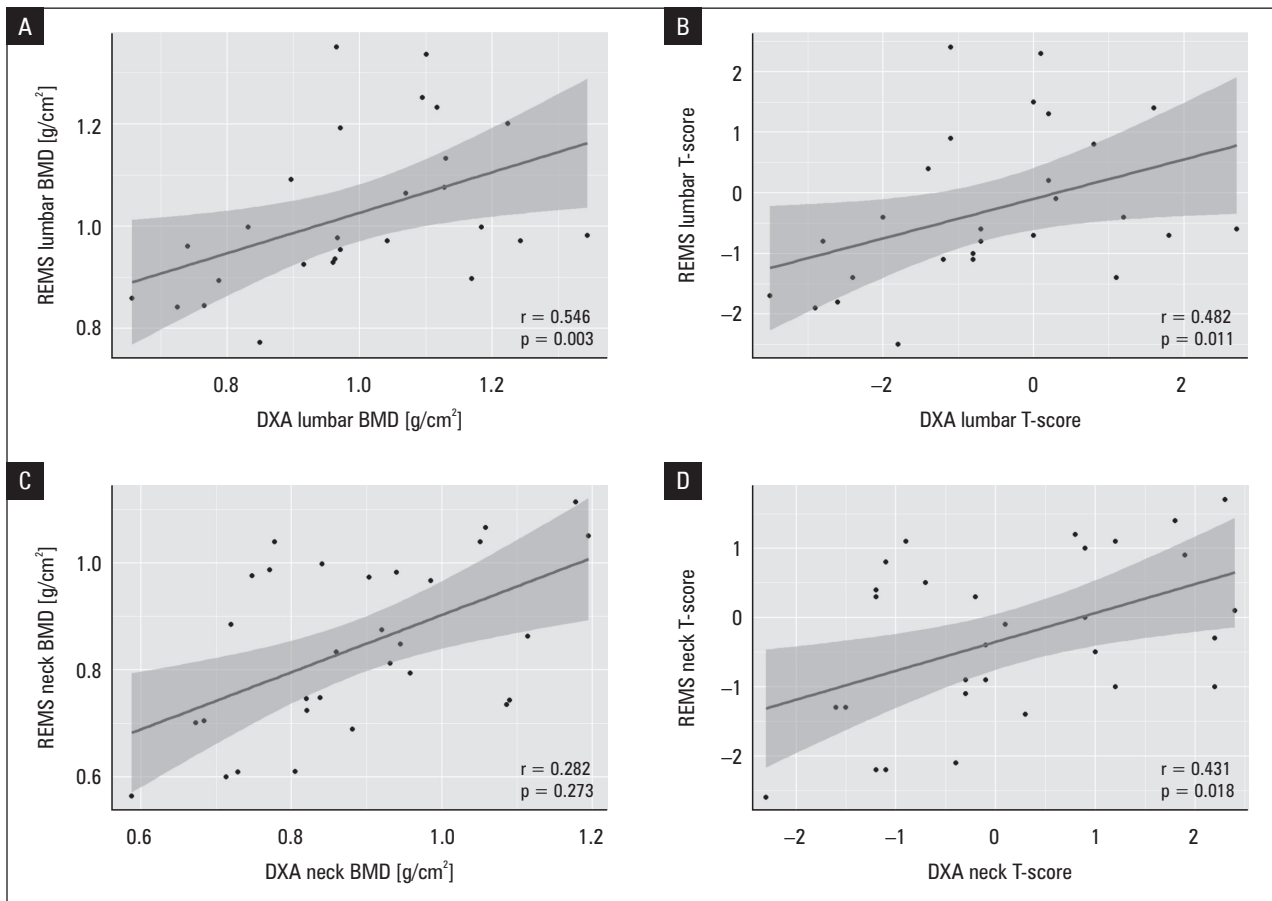 A
REMS lumbar BMD [g/cm²]
1.2
1.0
0.8
r = 0.546
p = 0.003
0.8 1.0 1.2
DXA lumbar BMD [g/cm²]
B
REMS lumbar T-score
2
1
0
–1
–2
r = 0.482
p = 0.011
–2 0 2
DXA lumbar T-score
C
REMS neck BMD [g/cm²]
1.0
0.8
0.6
r = 0.282
p = 0.273
0.6 0.8 1.0 1.2
DXA neck BMD [g/cm²]
D
REMS neck T-score
1
0
–1
–2
r = 0.431
p = 0.018
–2 –1 0 1 2
DXA neck T-score